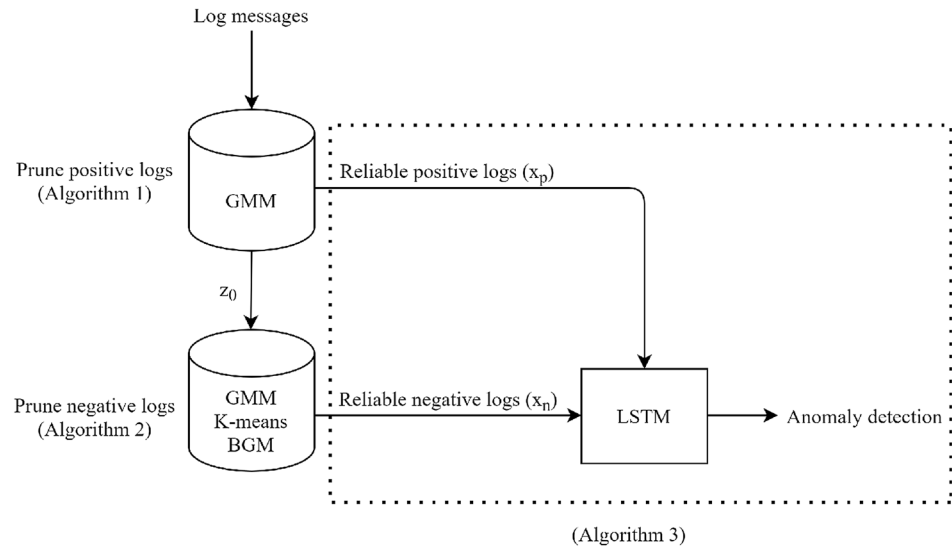 Log messages
Prune positive logs
(Algorithm 1)
GMM
Reliable positive logs (xp)
z0
Prune negative logs
(Algorithm 2)
GMM
K-means
BGM
Reliable negative logs (xn)
LSTM
Anomaly detection
(Algorithm 3)